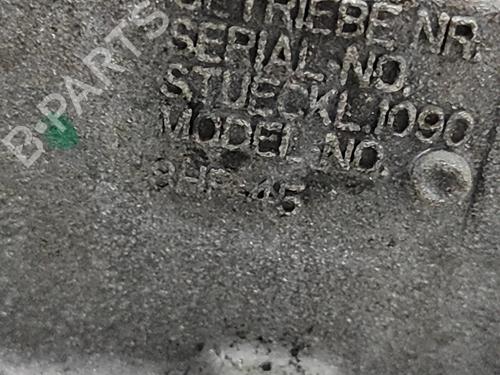 GETRIEBE NR.
SERIAL NO.
STUECKL.1090
MODEL NO.
8HP-45
B-PARTS